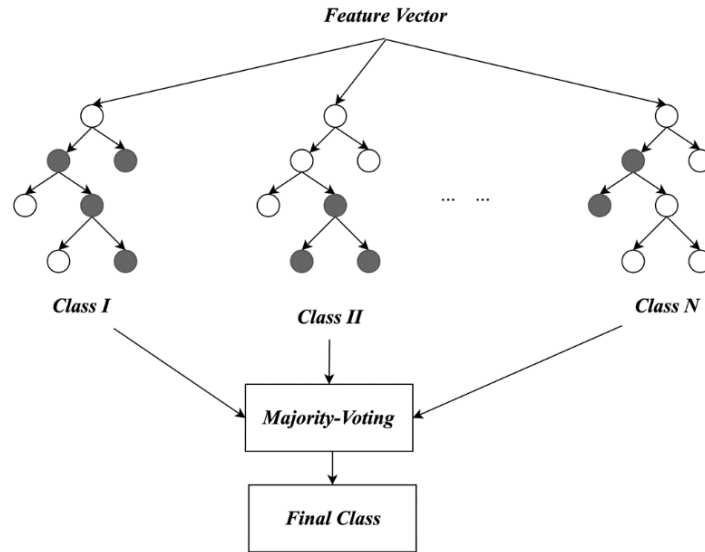 Feature Vector
... ...
Class I
Class II
Class N
Majority-Voting
Final Class